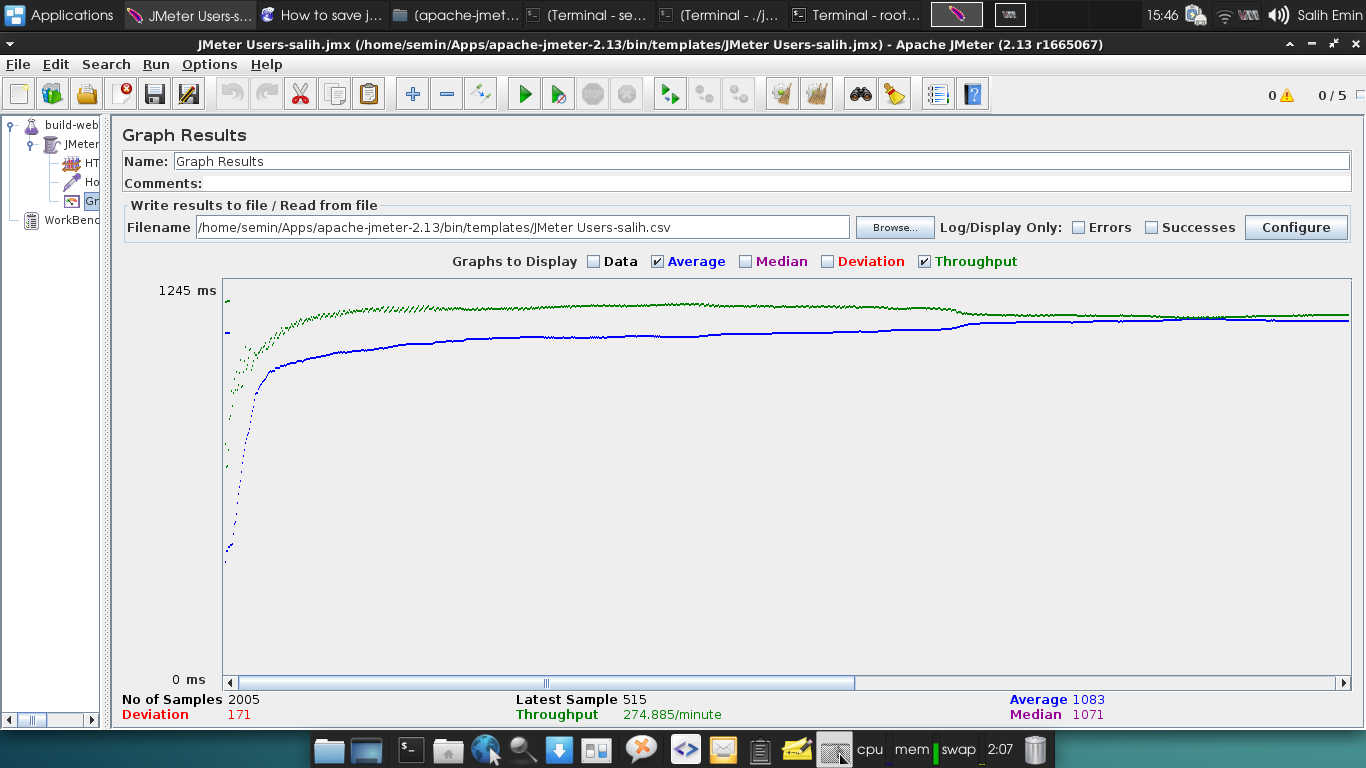 Applications JMeter Users-s... How to save j... (apache-jmet... (Terminal - se... (Terminal - ./j... Terminal - root... 15:46 Salih Emin
JMeter Users-salih.jmx (/home/semin/Apps/apache-jmeter-2.13/bin/templates/JMeter Users-salih.jmx) - Apache JMeter (2.13 r1665067)
File Edit Search Run Options Help
0 0 / 5
build-web
JMeter
HT
Ho
Gr
WorkBenc
Graph Results
Name: Graph Results
Comments:
Write results to file / Read from file
Filename /home/semin/Apps/apache-jmeter-2.13/bin/templates/JMeter Users-salih.csv Browse... Log/Display Only: Errors Successes Configure
Graphs to Display Data Average Median Deviation Throughput
1245 ms
0 ms
No of Samples 2005 Latest Sample 515 Average 1083
Deviation 171 Throughput 274.885/minute Median 1071
cpu mem swap 2:07